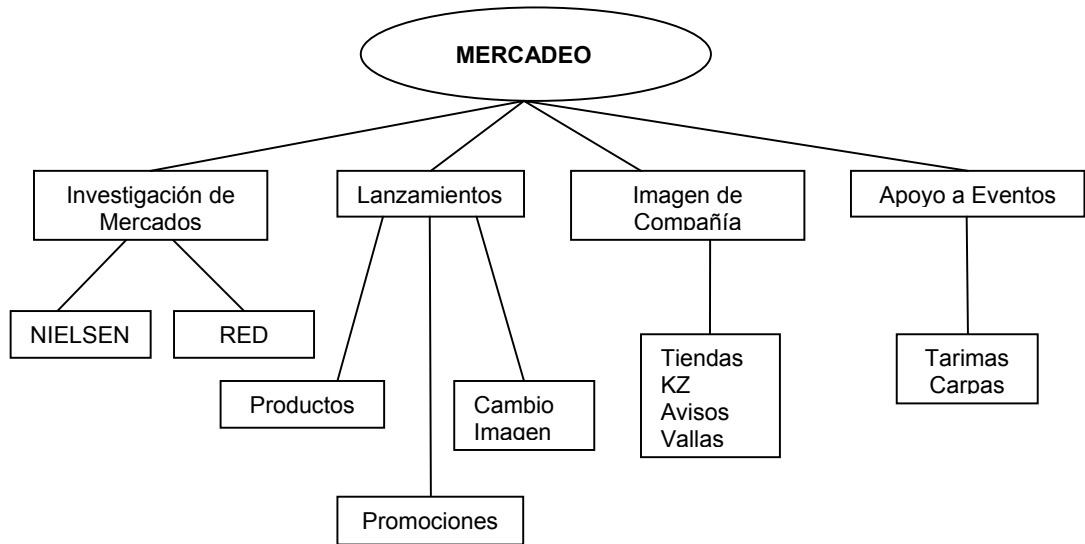 MERCADEO
Investigación de
Mercados
Lanzamientos
Imagen de
Compañía
Apoyo a Eventos
NIELSEN
RED
Productos
Cambio
Imagen
Tiendas
KZ
Avisos
Vallas
Tarimas
Carpas
Promociones